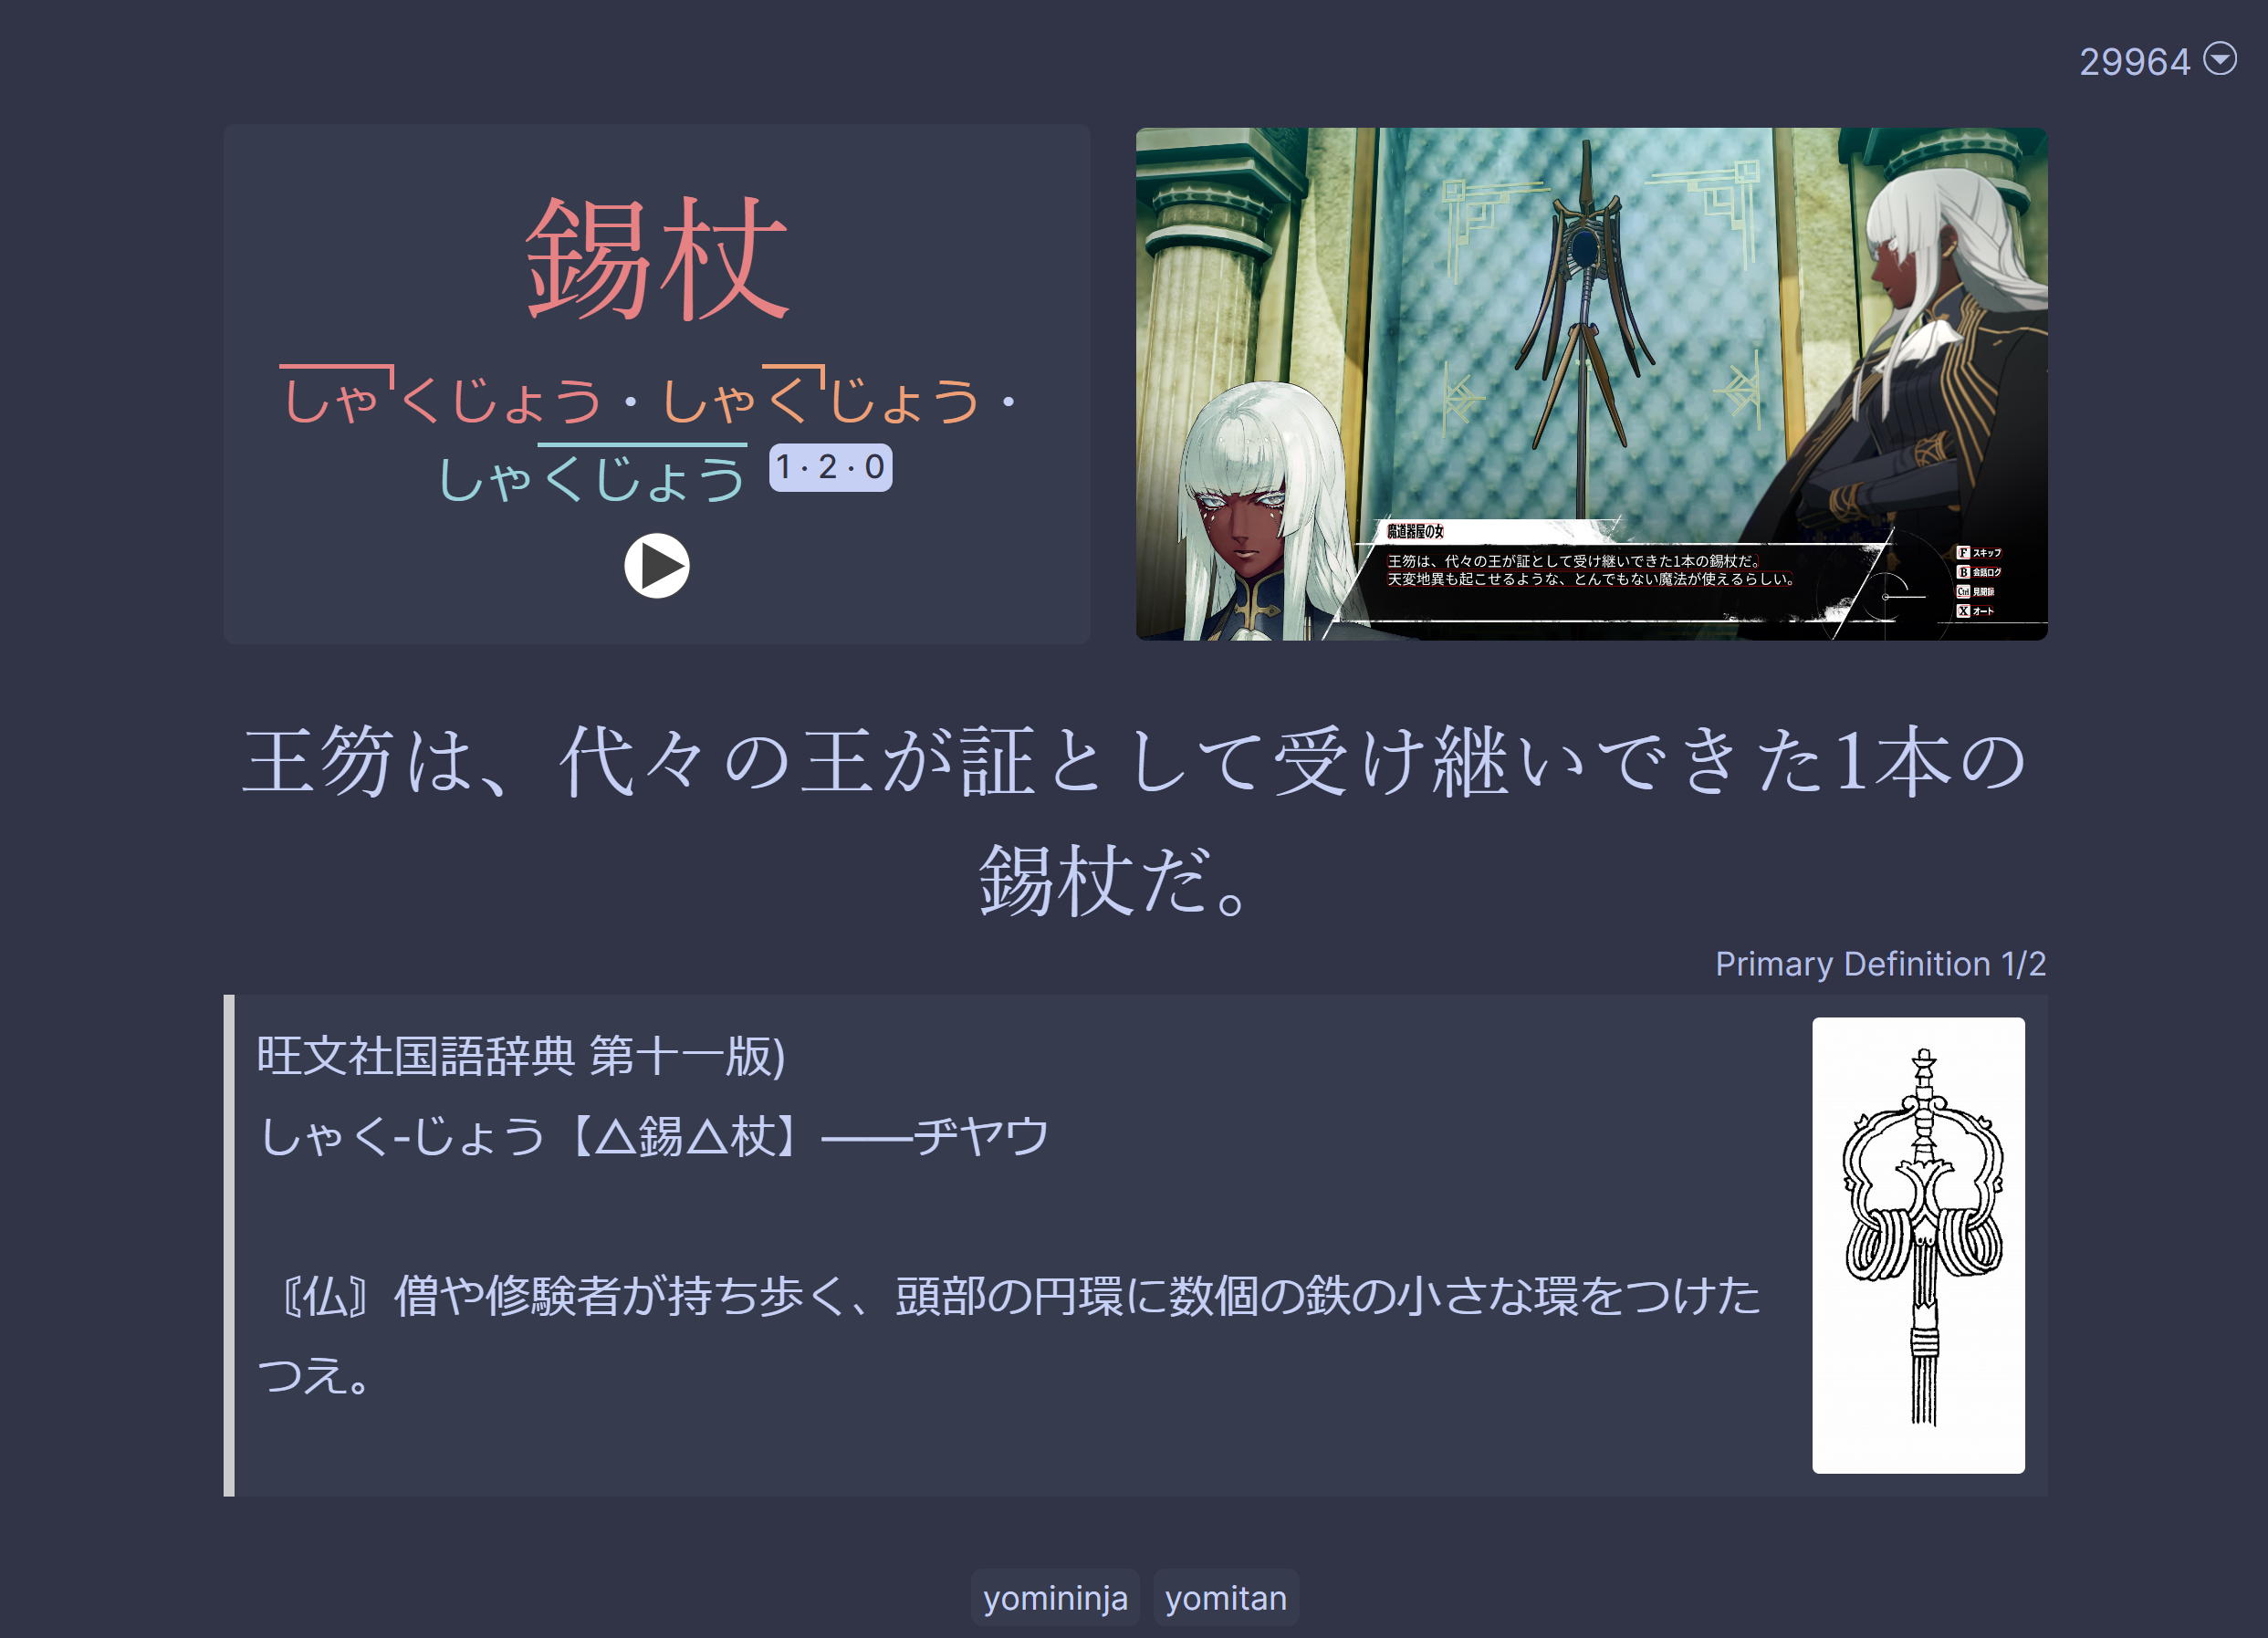 29964
錫杖
しゃくじょう・しゃくじょう・
しゃくじょう 1・2・0
魔道器屋の女
王笏は、代々の王が証として受け継いできた1本の錫杖だ。
天変地異も起こせるような、とんでもない魔法が使えるらしい。
F スキップ
B 会話ログ
Ctrl 見聞録
X オート
王笏は、代々の王が証として受け継いできた1本の
錫杖だ。
Primary Definition 1/2
旺文社国語辞典 第十一版)
しゃく-じょう【△錫△杖】――ヂヤウ
〘仏〙僧や修験者が持ち歩く、頭部の円環に数個の鉄の小さな環をつけた
つえ。
yomininja yomitan